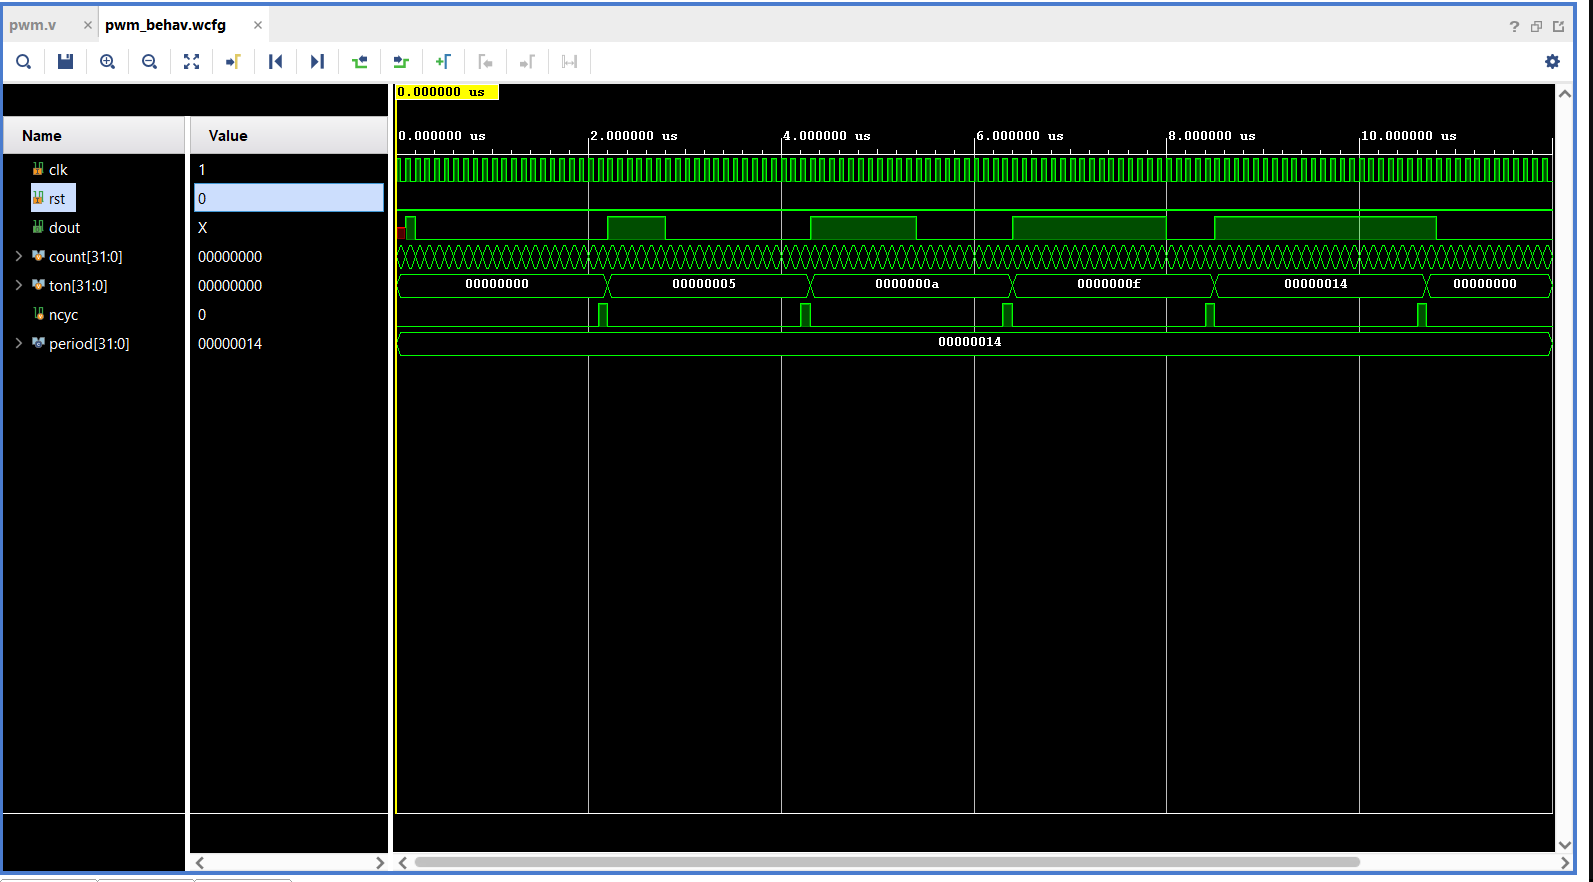 pwm.v × pwm_behav.wcfg ×
?
0.000000 us
Name Value
0.000000 us 2.000000 us 4.000000 us 6.000000 us 8.000000 us 10.000000 us
clk 1
rst 0
dout X
count[31:0] 00000000
ton[31:0] 00000000 00000000 00000005 0000000a 0000000f 00000014 00000000
ncyc 0
period[31:0] 00000014 00000014